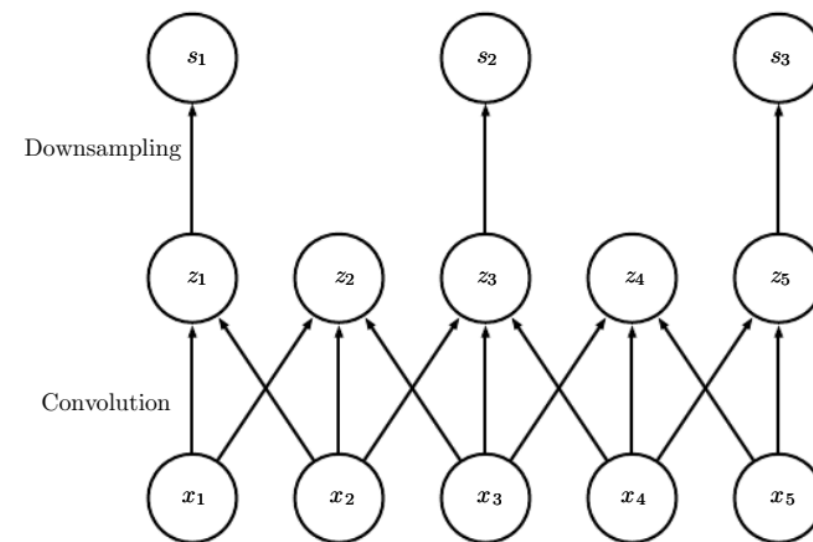 s₁ s₂ s₃
Downsampling
z₁ z₂ z₃ z₄ z₅
Convolution
x₁ x₂ x₃ x₄ x₅